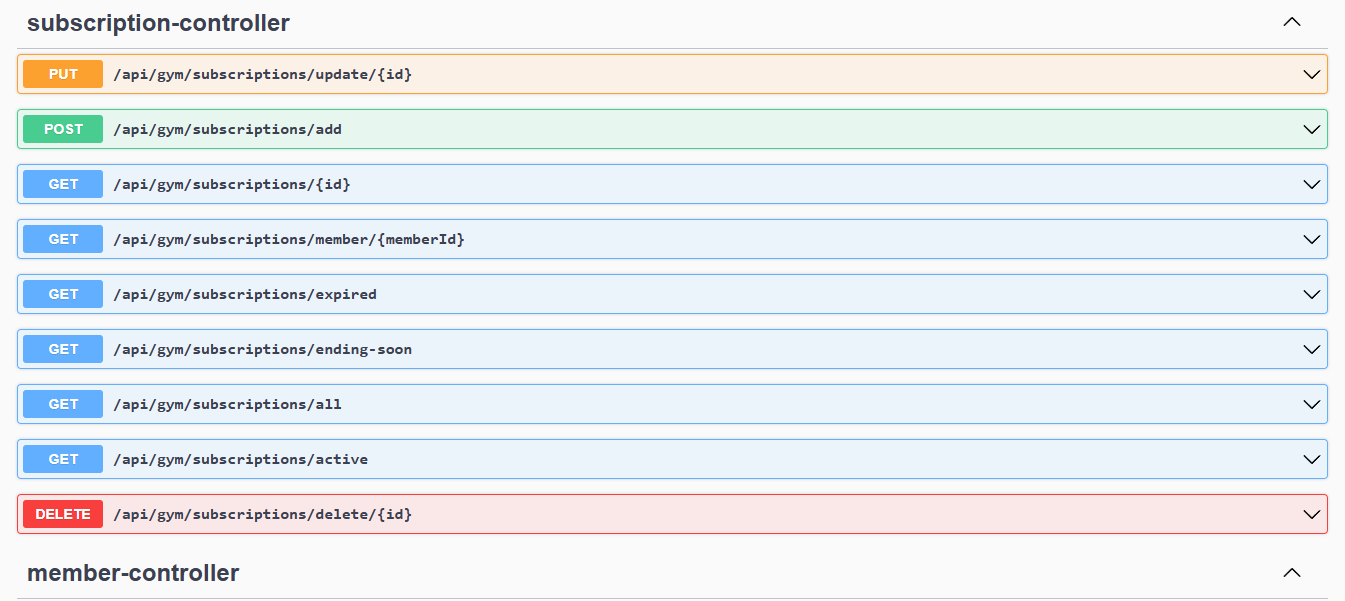 subscription-controller
PUT /api/gym/subscriptions/update/{id}
POST /api/gym/subscriptions/add
GET /api/gym/subscriptions/{id}
GET /api/gym/subscriptions/member/{memberId}
GET /api/gym/subscriptions/expired
GET /api/gym/subscriptions/ending-soon
GET /api/gym/subscriptions/all
GET /api/gym/subscriptions/active
DELETE /api/gym/subscriptions/delete/{id}
member-controller